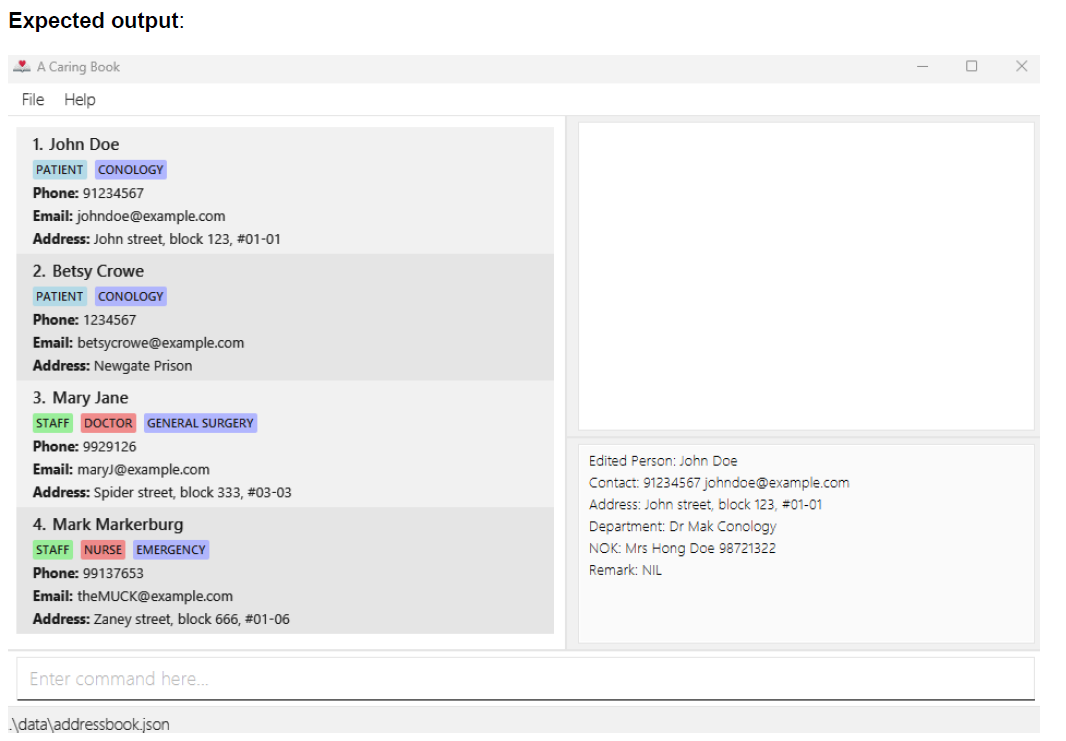 Expected output:
A Caring Book
File Help
1. John Doe
PATIENT CONOLOGY
Phone: 91234567
Email: johndoe@example.com
Address: John street, block 123, #01-01
2. Betsy Crowe
PATIENT CONOLOGY
Phone: 1234567
Email: betsycrowe@example.com
Address: Newgate Prison
3. Mary Jane
STAFF DOCTOR GENERAL SURGERY
Phone: 9929126
Email: maryJ@example.com
Address: Spider street, block 333, #03-03
4. Mark Markerburg
STAFF NURSE EMERGENCY
Phone: 99137653
Email: theMUCK@example.com
Address: Zaney street, block 666, #01-06
Edited Person: John Doe
Contact: 91234567 johndoe@example.com
Address: John street, block 123, #01-01
Department: Dr Mak Conology
NOK: Mrs Hong Doe 98721322
Remark: NIL
Enter command here...
.\data\addressbook.json